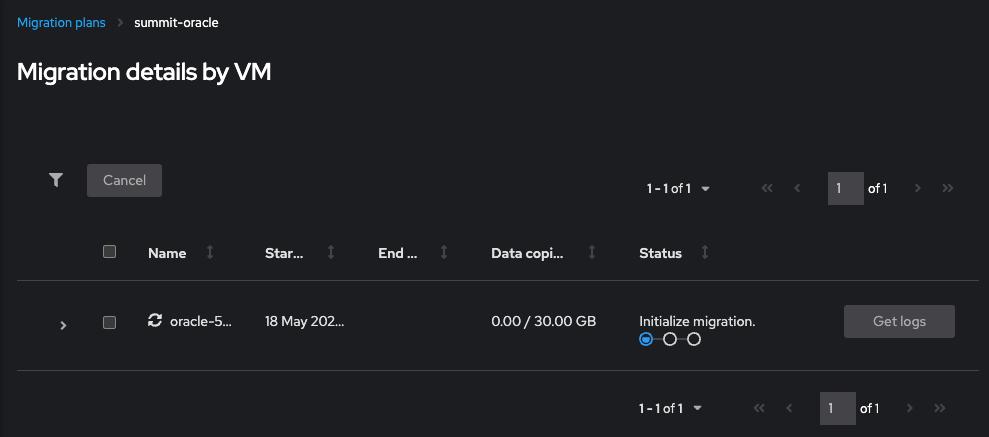 Migration plans > summit-oracle
Migration details by VM
Cancel
1 - 1 of 1
1 of 1
Name Star... End ... Data copi... Status
oracle-5... 18 May 202... 0.00 / 30.00 GB Initialize migration. Get logs
1 - 1 of 1
1 of 1